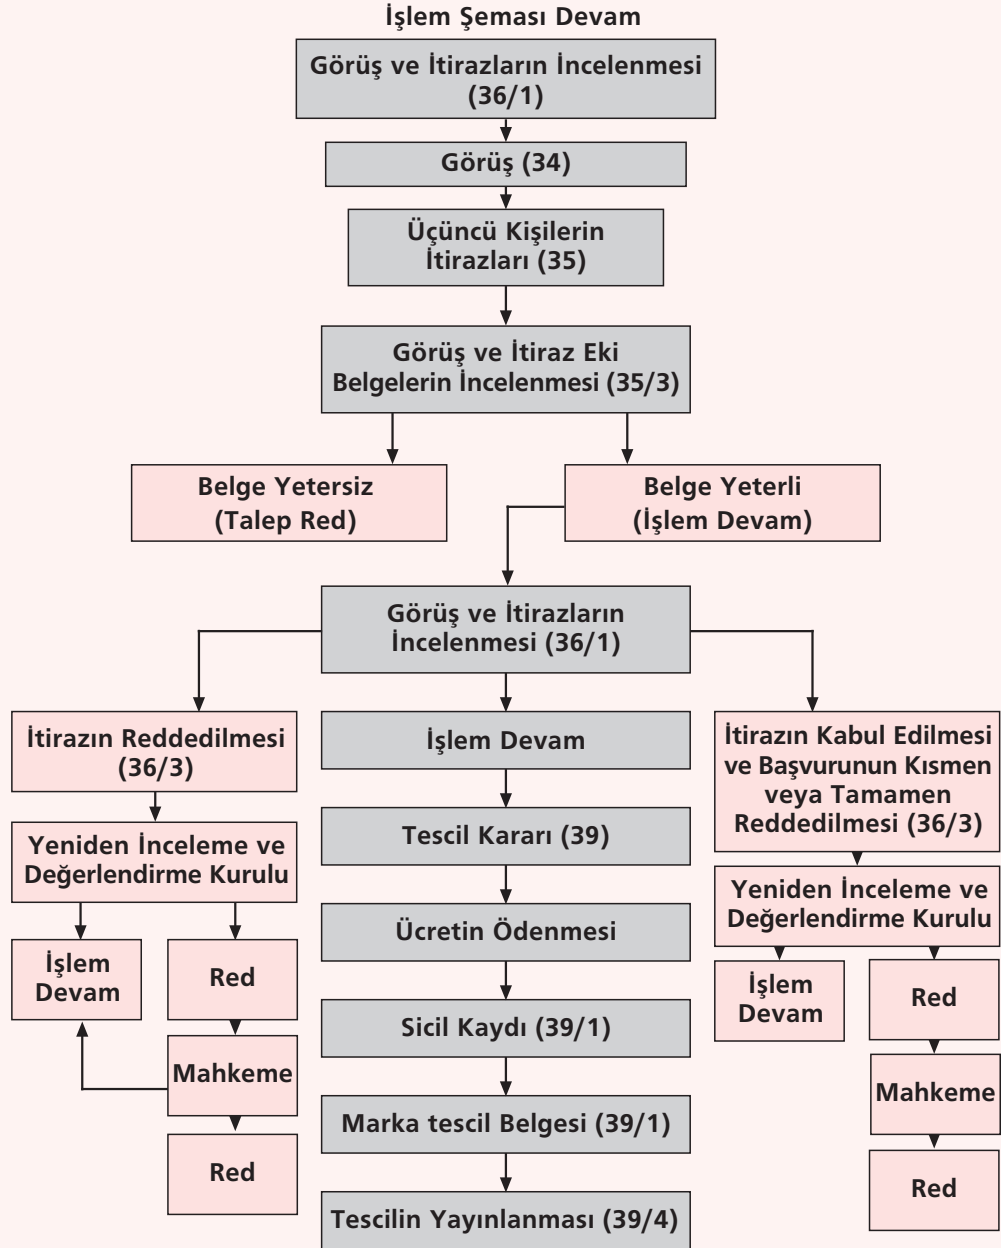 İşlem Şeması Devam
Görüş ve İtirazların İncelenmesi
(36/1)
Görüş (34)
Üçüncü Kişilerin
İtirazları (35)
Görüş ve İtiraz Eki
Belgelerin İncelenmesi (35/3)
Belge Yetersiz
(Talep Red)
Belge Yeterli
(İşlem Devam)
Görüş ve İtirazların
İncelenmesi (36/1)
İtirazın Reddedilmesi
(36/3)
Yeniden İnceleme ve
Değerlendirme Kurulu
İşlem
Devam
Red
Mahkeme
Red
İşlem Devam
Tescil Kararı (39)
Ücretin Ödenmesi
Sicil Kaydı (39/1)
Marka tescil Belgesi (39/1)
Tescilin Yayınlanması (39/4)
İtirazın Kabul Edilmesi
ve Başvurunun Kısmen
veya Tamamen
Reddedilmesi (36/3)
Yeniden İnceleme ve
Değerlendirme Kurulu
İşlem
Devam
Red
Mahkeme
Red